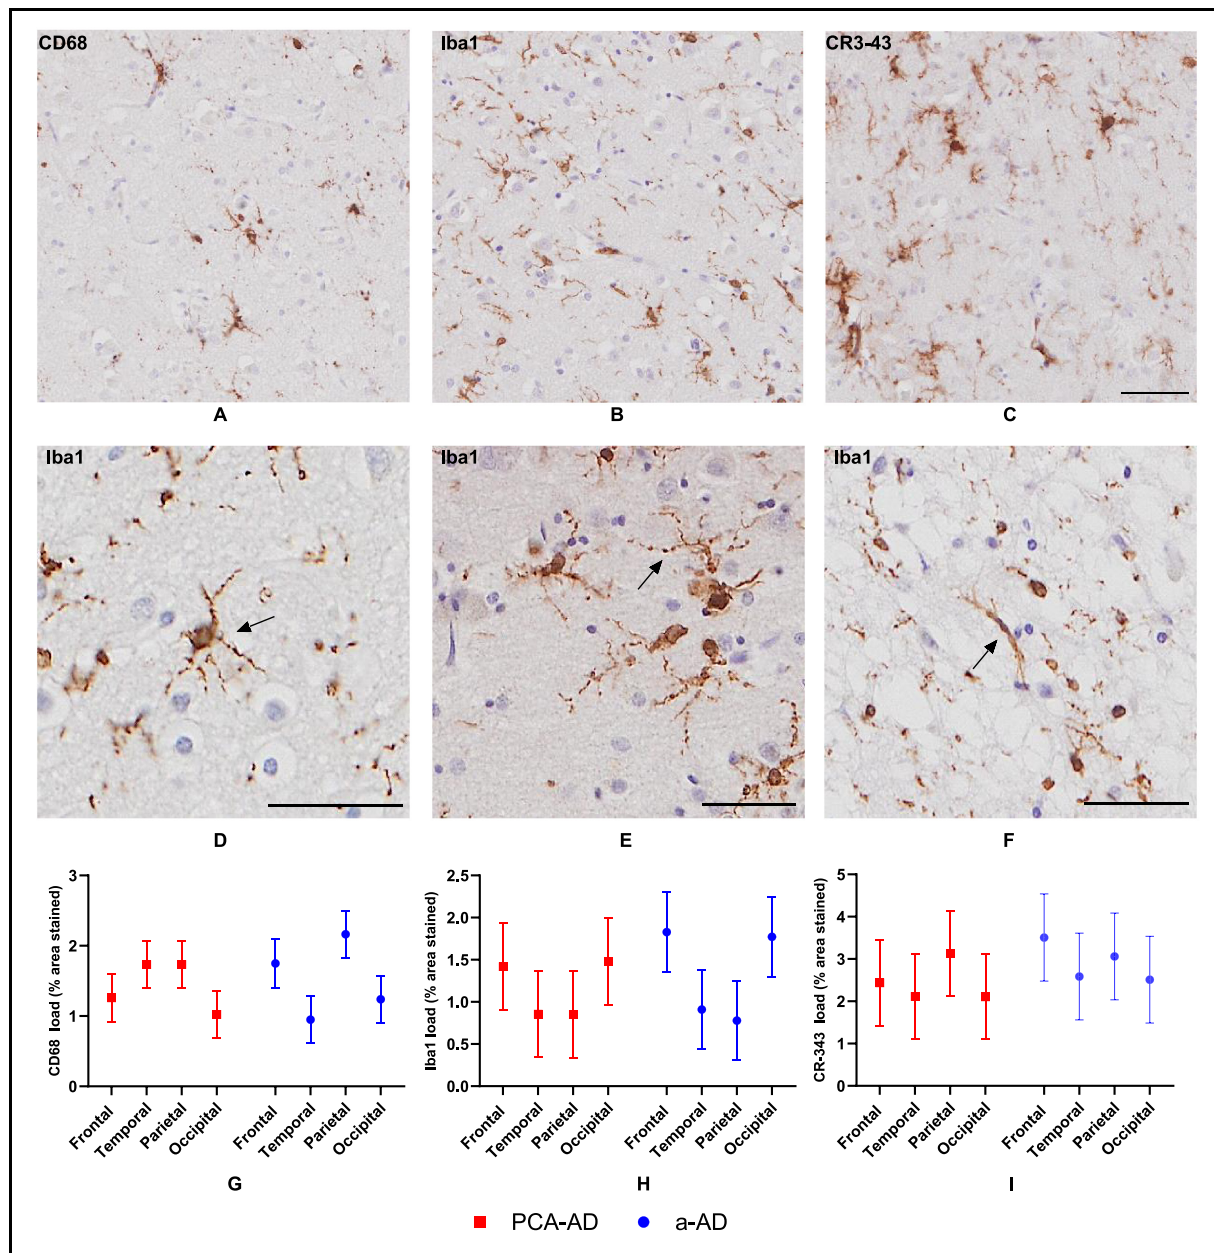 CD68
Iba1
CR3-43
A
B
C
Iba1
Iba1
Iba1
D
E
F
CD68 load (% area stained)
3
2
1
0
Frontal
Temporal
Parietal
Occipital
Frontal
Temporal
Parietal
Occipital
G
Iba1 load (% area stained)
2.5
2.0
1.5
1.0
0.5
0.0
Frontal
Temporal
Parietal
Occipital
Frontal
Temporal
Parietal
Occipital
H
CR-343 load (% area stained)
5
4
3
2
1
0
Frontal
Temporal
Parietal
Occipital
Frontal
Temporal
Parietal
Occipital
I
PCA-AD
a-AD